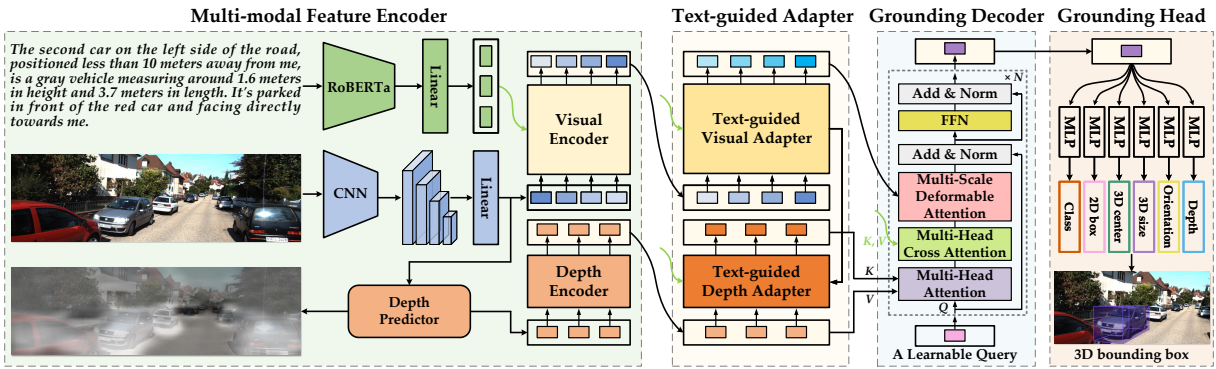 Multi-modal Feature Encoder
The second car on the left side of the road,
positioned less than 10 meters away from me,
is a gray vehicle measuring around 1.6 meters
in height and 3.7 meters in length. It's parked
in front of the red car and facing directly
towards me.
RoBERTa
Linear
CNN
Linear
Visual
Encoder
Depth
Encoder
Depth
Predictor
Text-guided Adapter
Text-guided
Visual Adapter
Text-guided
Depth Adapter
K
V
Grounding Decoder
× N
Add & Norm
FFN
Add & Norm
Multi-Scale
Deformable
Attention
K, V
Multi-Head
Cross Attention
Multi-Head
Attention
Q
A Learnable Query
Grounding Head
MLP
MLP
MLP
MLP
MLP
MLP
Class
2D box
3D center
3D size
Orientation
Depth
3D bounding box